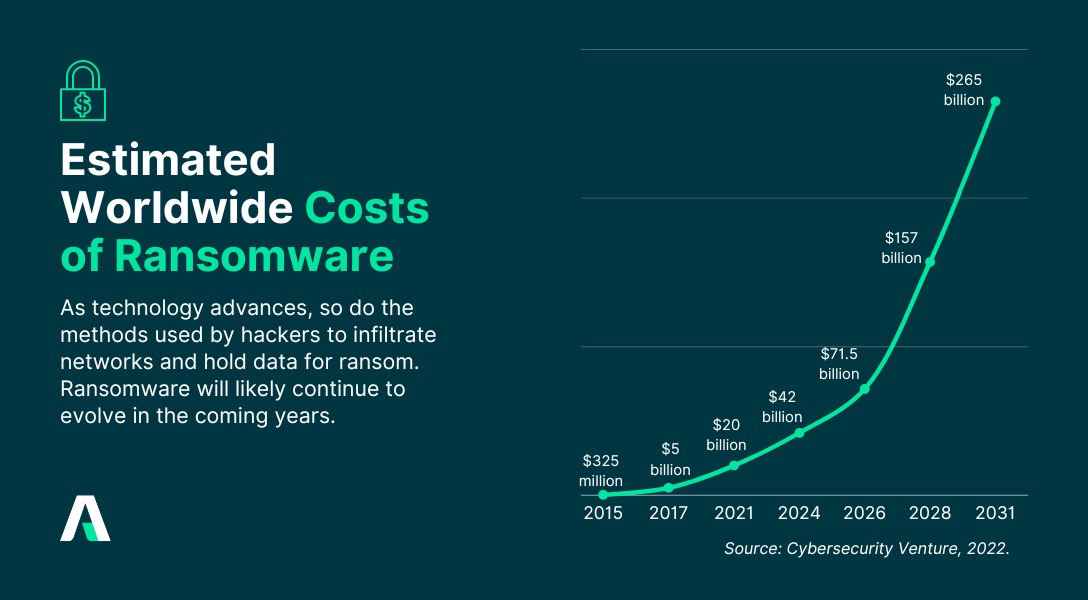 $
Estimated
Worldwide Costs
of Ransomware
As technology advances, so do the
methods used by hackers to infiltrate
networks and hold data for ransom.
Ransomware will likely continue to
evolve in the coming years.
$325
million
$5
billion
$20
billion
$42
billion
$71.5
billion
$157
billion
$265
billion
2015 2017 2021 2024 2026 2028 2031
Source: Cybersecurity Venture, 2022.